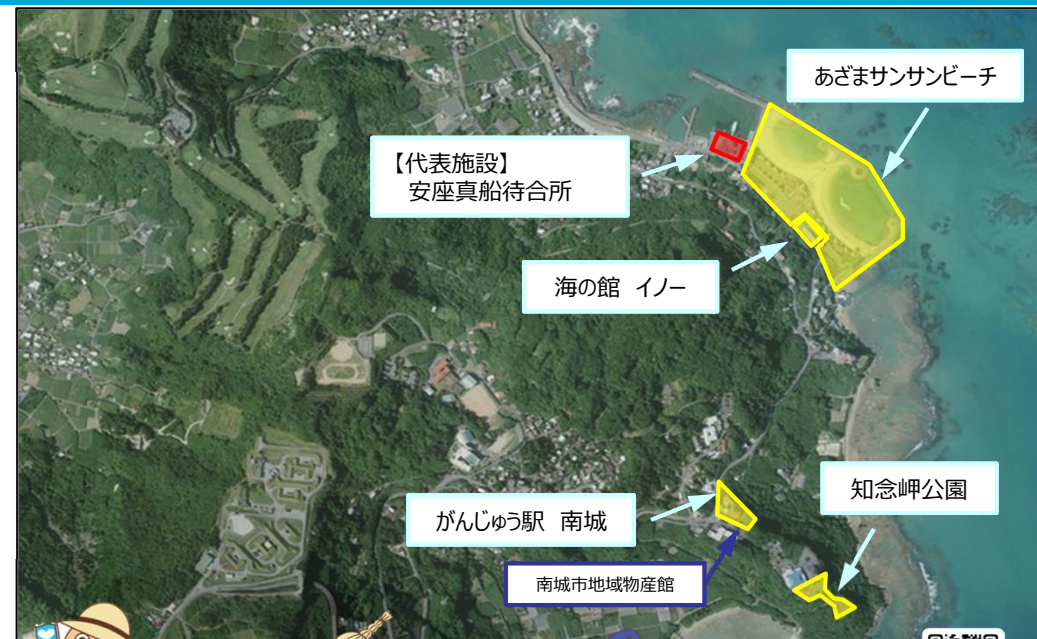 あざまサンサンビーチ
【代表施設】
安座真船待合所
海の館 イノー
知念岬公園
がんじゅう駅 南城
南城市地域物産館